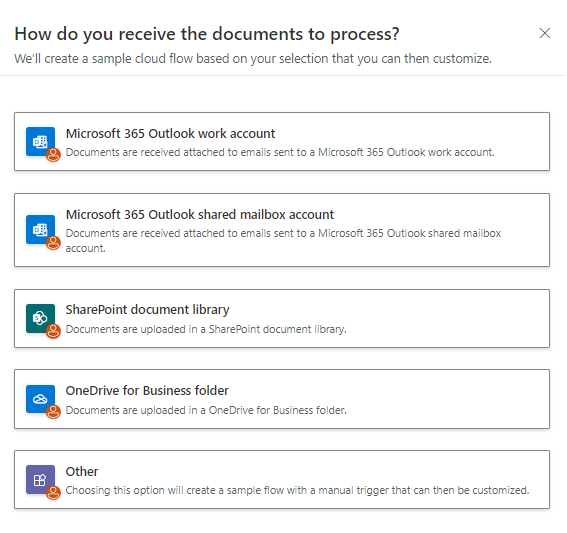 How do you receive the documents to process?
We'll create a sample cloud flow based on your selection that you can then customize.
Microsoft 365 Outlook work account
Documents are received attached to emails sent to a Microsoft 365 Outlook work account.
Microsoft 365 Outlook shared mailbox account
Documents are received attached to emails sent to a Microsoft 365 Outlook shared mailbox
account.
SharePoint document library
Documents are uploaded in a SharePoint document library.
OneDrive for Business folder
Documents are uploaded in a OneDrive for Business folder.
Other
Choosing this option will create a sample flow with a manual trigger that can then be customized.